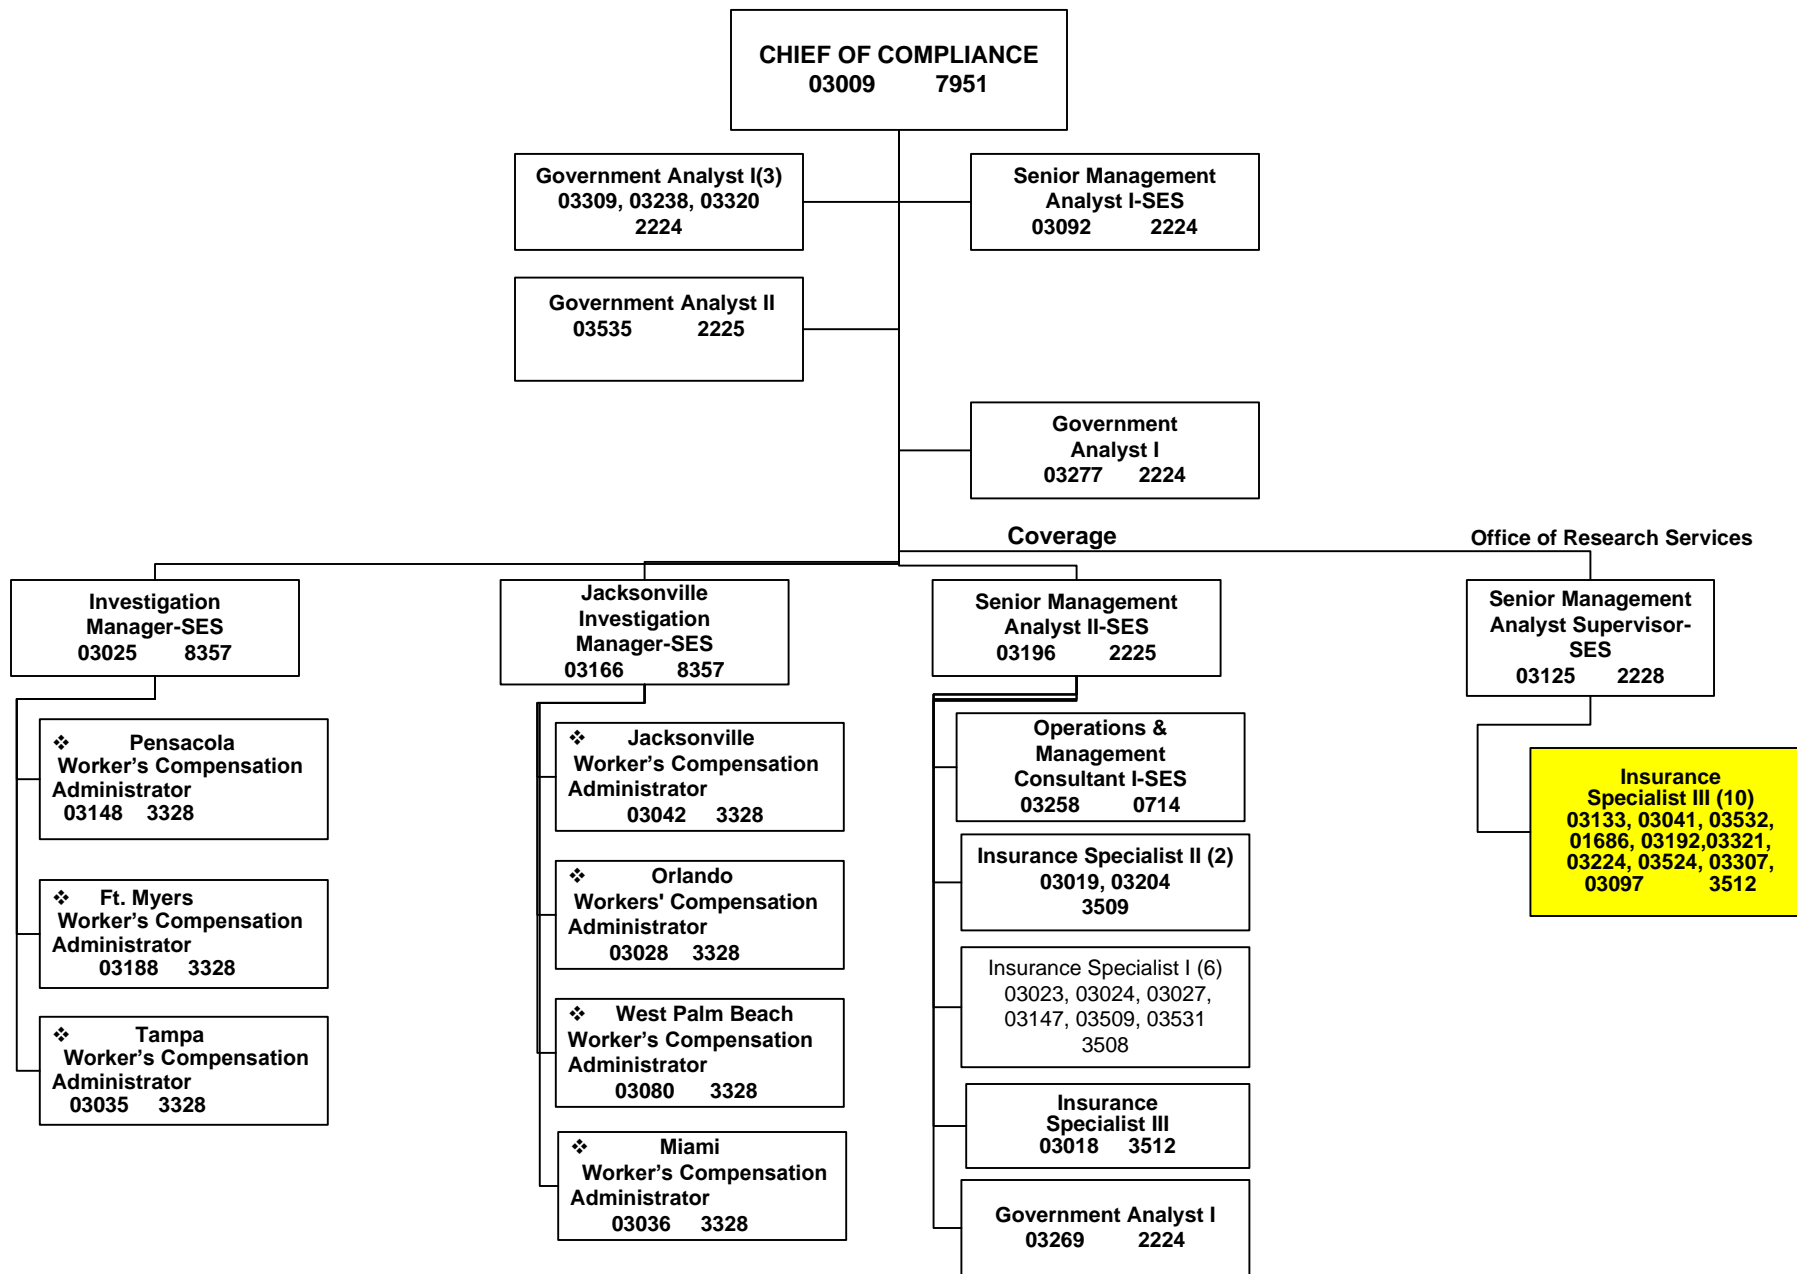 CHIEF OF COMPLIANCE
03009 7951
Government Analyst I(3)
03309, 03238, 03320
2224
Senior Management
Analyst I-SES
03092 2224
Government Analyst II
03535 2225
Government
Analyst I
03277 2224
Coverage
Office of Research Services
Investigation
Manager-SES
03025 8357
Jacksonville
Investigation
Manager-SES
03166 8357
Senior Management
Analyst II-SES
03196 2225
Senior Management
Analyst Supervisor-
SES
03125 2228
❖ Pensacola
Worker’s Compensation
Administrator
03148 3328
❖ Ft. Myers
Worker’s Compensation
Administrator
03188 3328
❖ Tampa
Worker’s Compensation
Administrator
03035 3328
❖ Jacksonville
Worker’s Compensation
Administrator
03042 3328
❖ Orlando
Workers' Compensation
Administrator
03028 3328
❖ West Palm Beach
Worker’s Compensation
Administrator
03080 3328
❖ Miami
Worker’s Compensation
Administrator
03036 3328
Operations &
Management
Consultant I-SES
03258 0714
Insurance Specialist II (2)
03019, 03204
3509
Insurance Specialist I (6)
03023, 03024, 03027,
03147, 03509, 03531
3508
Insurance
Specialist III
03018 3512
Government Analyst I
03269 2224
Insurance
Specialist III (10)
03133, 03041, 03532,
01686, 03192,03321,
03224, 03524, 03307,
03097 3512